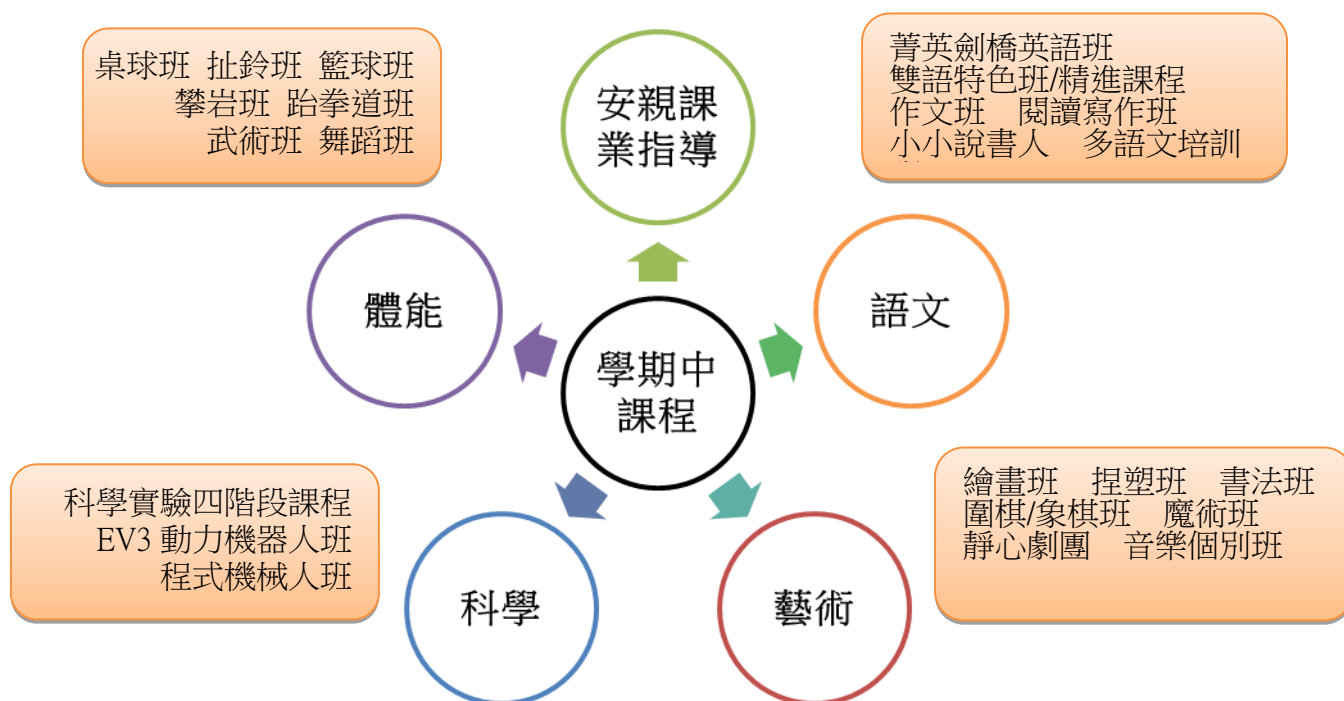 桌球班 扯鈴班 籃球班
攀岩班 跆拳道班
武術班 舞蹈班
安親課
業指導
菁英劍橋英語班
雙語特色班/精進課程
作文班 閱讀寫作班
小小說書人 多語文培訓
體能
語文
學期中
課程
科學實驗四階段課程
EV3 動力機器人班
程式機械人班
繪畫班 捏塑班 書法班
圍棋/象棋班 魔術班
靜心劇團 音樂個別班
科學
藝術